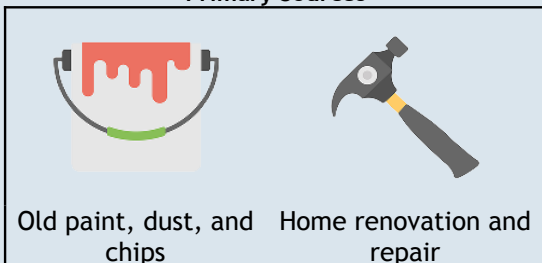 Primary Sources
Old paint, dust, and
chips
Home renovation and
repair